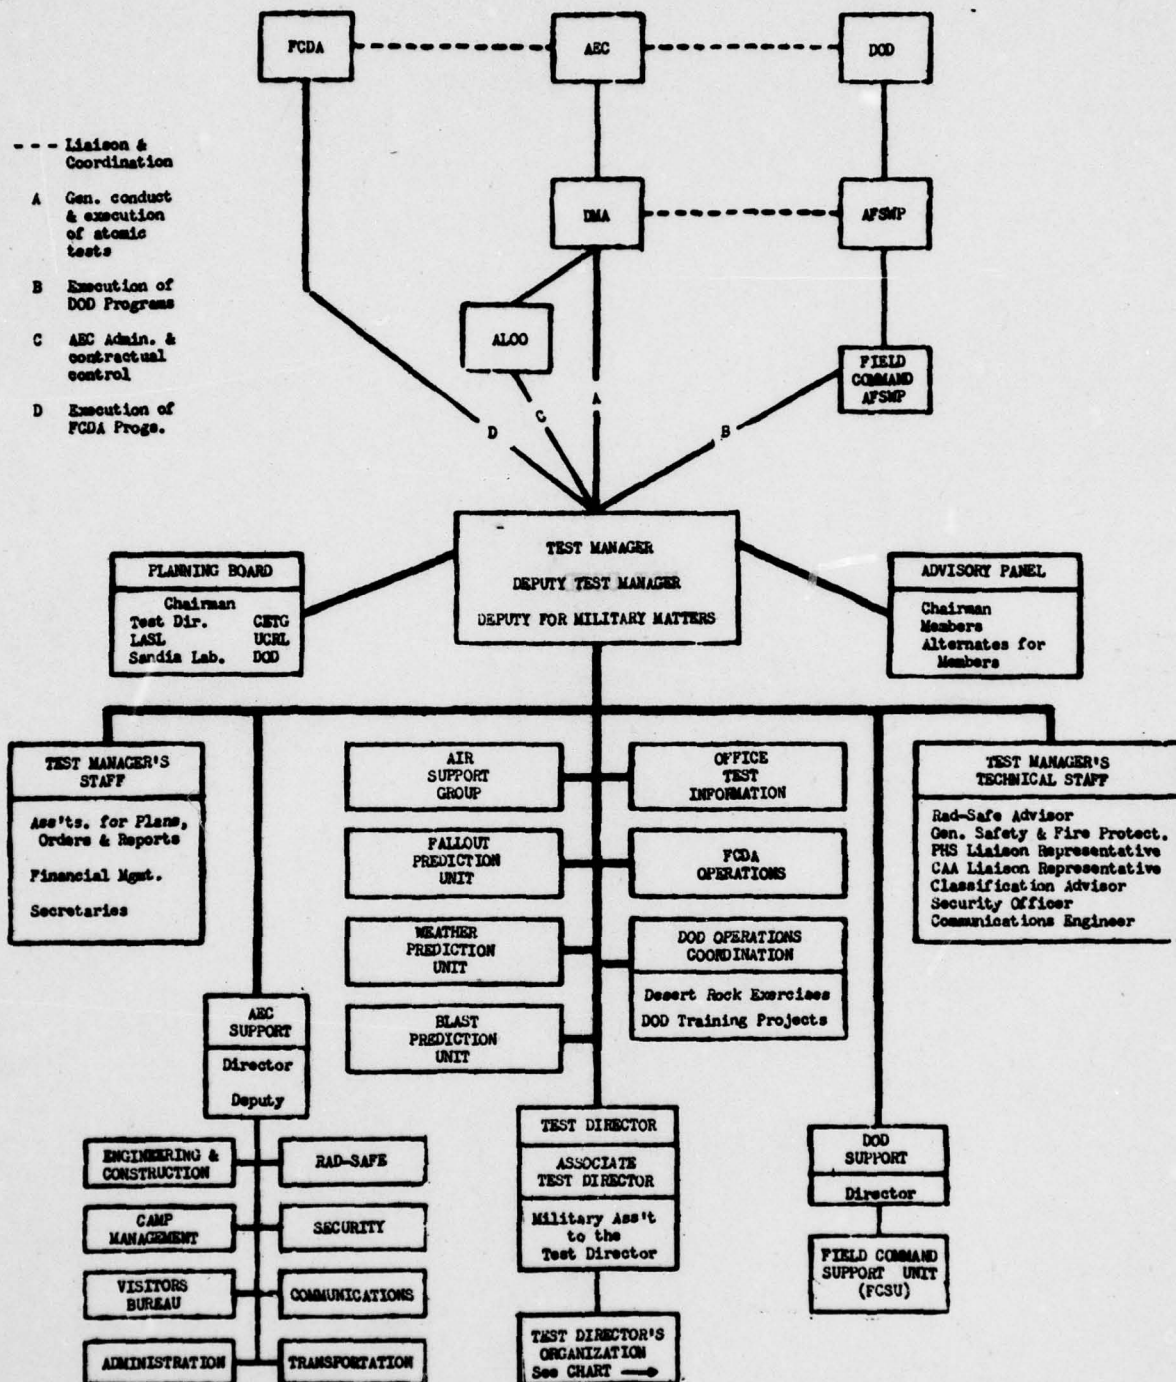 FCDA
AEC
DOD
--- Liaison &
Coordination
A Gen. conduct
& execution
of atomic
tests
B Execution of
DOD Programs
C AEC Admin. &
contractual
control
D Execution of
FCDA Progs.
DMA
AFSWP
ALOO
FIELD
COMMAND
AFSWP
A
C
D
B
TEST MANAGER
DEPUTY TEST MANAGER
DEPUTY FOR MILITARY MATTERS
PLANNING BOARD
Chairman
Test Dir. CETG
LASL UCRL
Sandia Lab. DOD
ADVISORY PANEL
Chairman
Members
Alternates for
Members
TEST MANAGER'S
STAFF
Ass'ts. for Plans,
Orders & Reports
Financial Mgmt.
Secretaries
AIR
SUPPORT
GROUP
OFFICE
TEST
INFORMATION
FALLOUT
PREDICTION
UNIT
FCDA
OPERATIONS
WEATHER
PREDICTION
UNIT
DOD OPERATIONS
COORDINATION
Desert Rock Exercises
DOD Training Projects
BLAST
PREDICTION
UNIT
TEST MANAGER'S
TECHNICAL STAFF
Rad-Safe Advisor
Gen. Safety & Fire Protect.
PHS Liaison Representative
CAA Liaison Representative
Classification Advisor
Security Officer
Communications Engineer
AEC
SUPPORT
Director
Deputy
ENGINEERING &
CONSTRUCTION
RAD-SAFE
CAMP
MANAGEMENT
SECURITY
VISITORS
BUREAU
COMMUNICATIONS
ADMINISTRATION
TRANSPORTATION
TEST DIRECTOR
ASSOCIATE
TEST DIRECTOR
Military Ass't
to the
Test Director
TEST DIRECTOR'S
ORGANIZATION
See CHART →
DOD
SUPPORT
Director
FIELD COMMAND
SUPPORT UNIT
(FCSU)